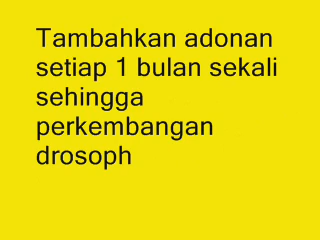 Tambahkan adonan
setiap 1 bulan sekali
sehingga
perkembangan
drosoph